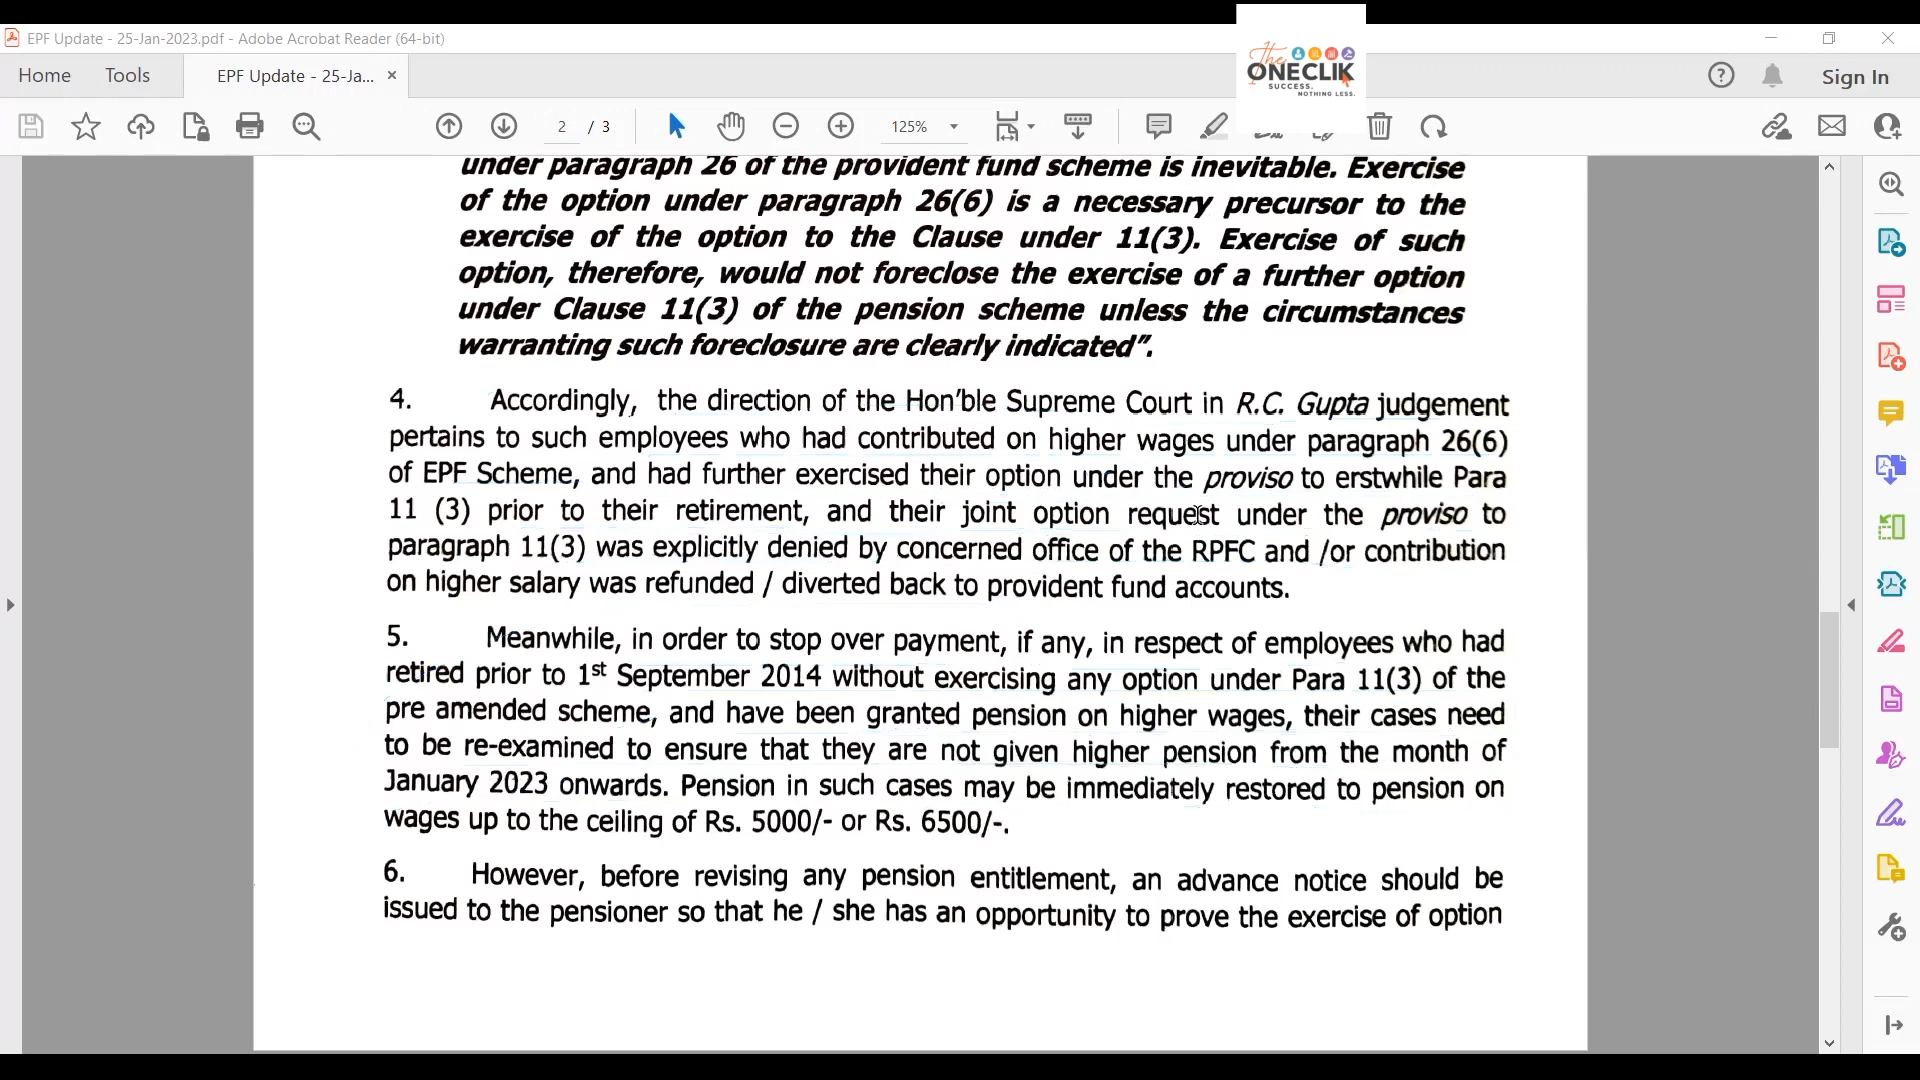 EPF Update - 25-Jan-2023.pdf - Adobe Acrobat Reader (64-bit)
The
ONECLIK
SUCCESS.
NOTHING LESS.
Home Tools EPF Update - 25-Ja... Sign In
2 / 3 125%
under paragraph 26 of the provident fund scheme is inevitable. Exercise
of the option under paragraph 26(6) is a necessary precursor to the
exercise of the option to the Clause under 11(3). Exercise of such
option, therefore, would not foreclose the exercise of a further option
under Clause 11(3) of the pension scheme unless the circumstances
warranting such foreclosure are clearly indicated”.
4. Accordingly, the direction of the Hon'ble Supreme Court in R.C. Gupta judgement
pertains to such employees who had contributed on higher wages under paragraph 26(6)
of EPF Scheme, and had further exercised their option under the proviso to erstwhile Para
11 (3) prior to their retirement, and their joint option request under the proviso to
paragraph 11(3) was explicitly denied by concerned office of the RPFC and /or contribution
on higher salary was refunded / diverted back to provident fund accounts.
5. Meanwhile, in order to stop over payment, if any, in respect of employees who had
retired prior to 1st September 2014 without exercising any option under Para 11(3) of the
pre amended scheme, and have been granted pension on higher wages, their cases need
to be re-examined to ensure that they are not given higher pension from the month of
January 2023 onwards. Pension in such cases may be immediately restored to pension on
wages up to the ceiling of Rs. 5000/- or Rs. 6500/-.
6. However, before revising any pension entitlement, an advance notice should be
issued to the pensioner so that he / she has an opportunity to prove the exercise of option